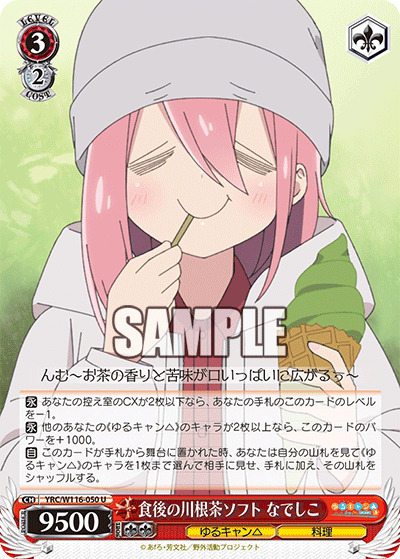 LEVEL
3
2
COST
SAMPLE
んむ〜お茶の香りと苦味が口いっぱいに広がるぅ〜
永 あなたの控え室のCXが2枚以下なら、あなたの手札のこのカードのレベル
を－1。
永 他のあなたの《ゆるキャン△》のキャラが2枚以上なら、このカードのパ
ワーを＋1000。
自 このカードが手札から舞台に置かれた時、あなたは自分の山札を見て《ゆ
るキャン△》のキャラを1枚まで選んで相手に見せ、手札に加え、その山札を
シャッフルする。
CH YRC/W116-050 U
食後の川根茶ソフト なでしこ
9500
ゆるキャン△
料理
©あfろ・芳文社／野外活動プロジェクト